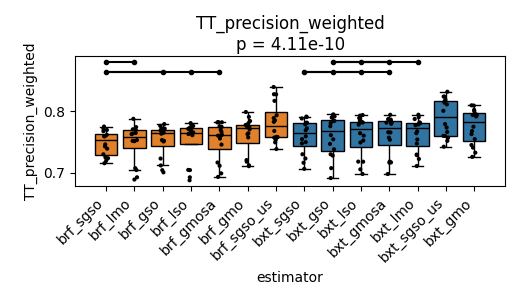 TT_precision_weighted
p = 4.11e-10
TT_precision_weighted
0.8
0.7
brf_sgso
brf_lmo
brf_gso
brf_lso
brf_gmosa
brf_gmo
brf_sgso_us
bxt_sgso
bxt_gso
bxt_lso
bxt_gmosa
bxt_lmo
bxt_sgso_us
bxt_gmo
estimator